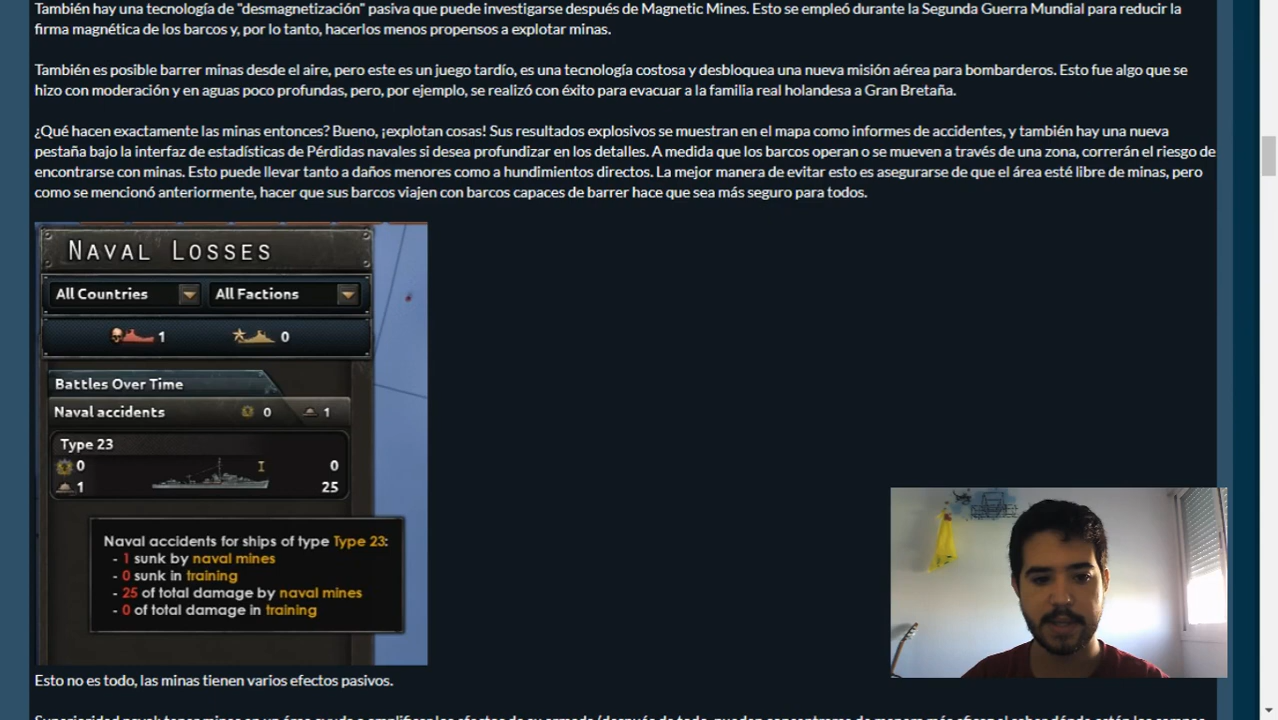 También hay una tecnología de "desmagnetización" pasiva que puede investigarse después de Magnetic Mines. Esto se empleó durante la Segunda Guerra Mundial para reducir la
firma magnética de los barcos y, por lo tanto, hacerlos menos propensos a explotar minas.
También es posible barrer minas desde el aire, pero este es un juego tardío, es una tecnología costosa y desbloquea una nueva misión aérea para bombarderos. Esto fue algo que se
hizo con moderación y en aguas poco profundas, pero, por ejemplo, se realizó con éxito para evacuar a la familia real holandesa a Gran Bretaña.
¿Qué hacen exactamente las minas entonces? Bueno, ¡explotan cosas! Sus resultados explosivos se muestran en el mapa como informes de accidentes, y también hay una nueva
pestaña bajo la interfaz de estadísticas de Pérdidas navales si desea profundizar en los detalles. A medida que los barcos operan o se mueven a través de una zona, correrán el riesgo de
encontrarse con minas. Esto puede llevar tanto a daños menores como a hundimientos directos. La mejor manera de evitar esto es asegurarse de que el área esté libre de minas, pero
como se mencionó anteriormente, hacer que sus barcos viajen con barcos capaces de barrer hace que sea más seguro para todos.
NAVAL LOSSES
All Countries All Factions
1 0
Battles Over Time
Naval accidents 0 1
Type 23
0 0
1 25
Naval accidents for ships of type Type 23:
- 1 sunk by naval mines
- 0 sunk in training
- 25 of total damage by naval mines
- 0 of total damage in training
Esto no es todo, las minas tienen varios efectos pasivos.